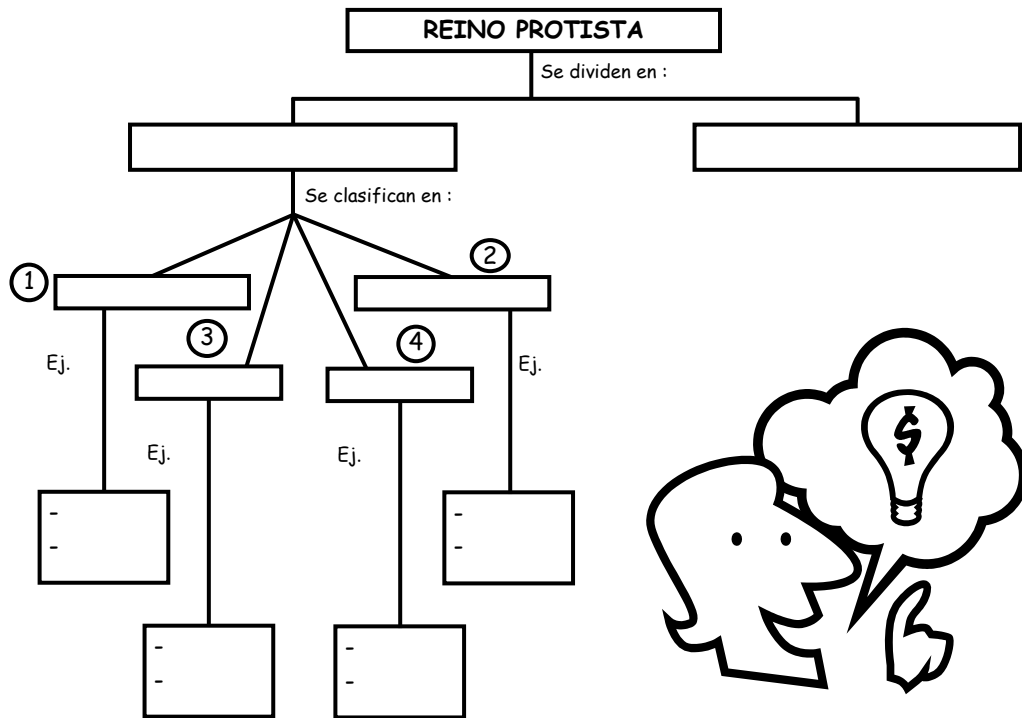 REINO PROTISTA
Se dividen en :
Se clasifican en :
1
2
3
4
Ej.
Ej.
Ej.
Ej.
-
-
-
-
-
-
-
-
$